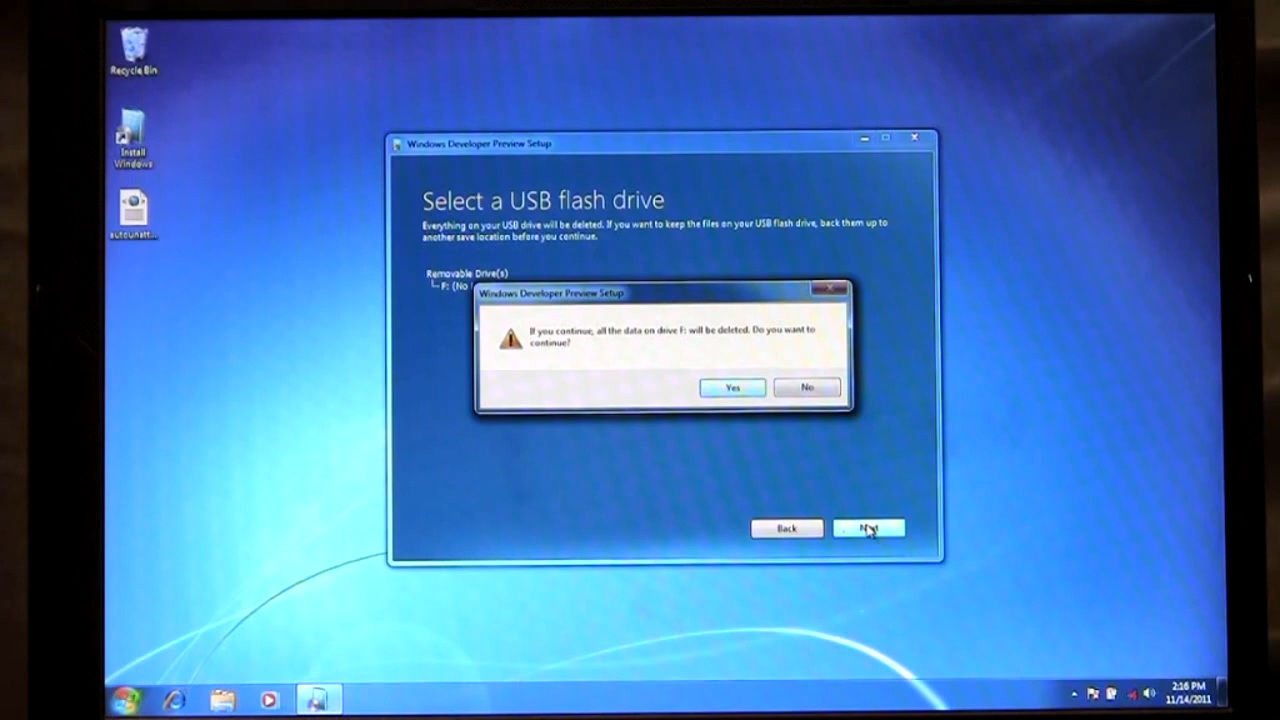 Recycle Bin
Install
Windows
autounatt...
Windows Developer Preview Setup
Select a USB flash drive
Everything on your USB drive will be deleted. If you want to keep the files on your USB flash drive, back them up to
another save location before you continue.
Removable Drive(s)
F: (No
Windows Developer Preview Setup
If you continue, all the data on drive F: will be deleted. Do you want to
continue?
Yes
No
Back
Next
2:16 PM
11/14/2011